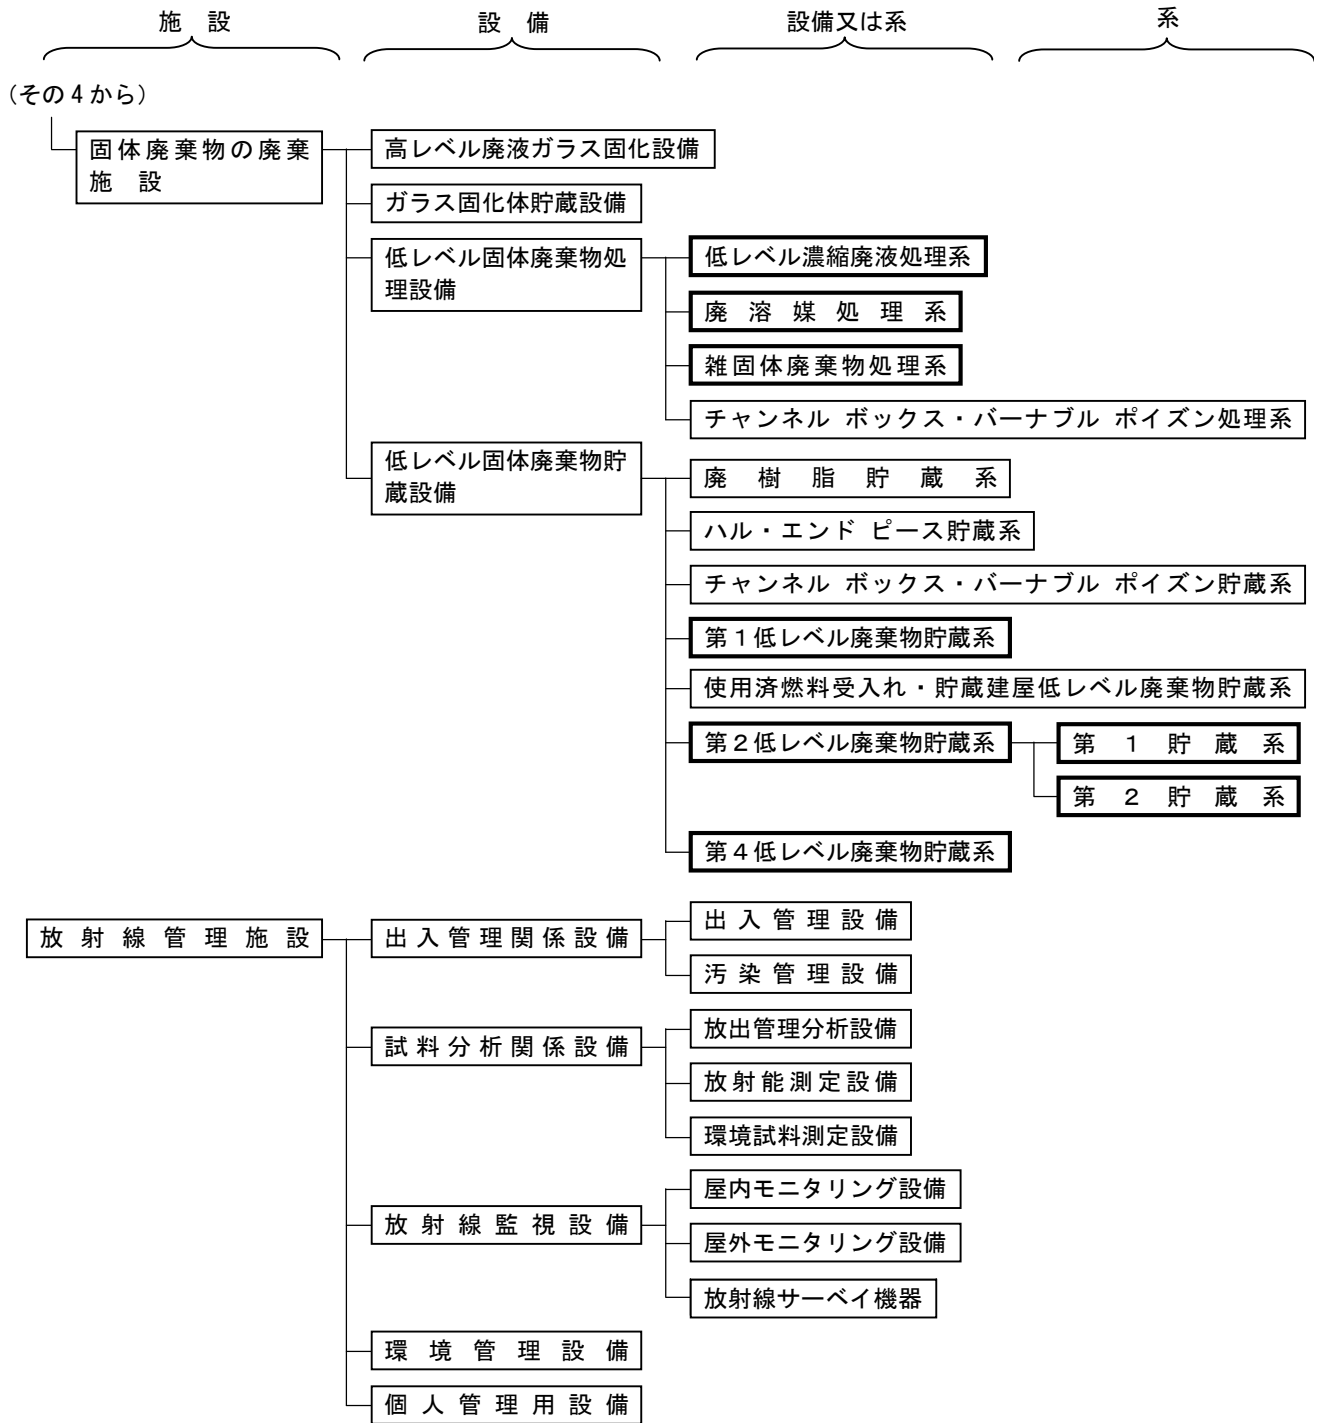 施設
設備
設備又は系
系
（その４から）
固体廃棄物の廃棄
施設
高レベル廃液ガラス固化設備
ガラス固化体貯蔵設備
低レベル固体廃棄物処
理設備
低レベル濃縮廃液処理系
廃溶媒処理系
雑固体廃棄物処理系
チャンネル ボックス・バーナブル ポイズン処理系
低レベル固体廃棄物貯
蔵設備
廃樹脂貯蔵系
ハル・エンド ピース貯蔵系
チャンネル ボックス・バーナブル ポイズン貯蔵系
第１低レベル廃棄物貯蔵系
使用済燃料受入れ・貯蔵建屋低レベル廃棄物貯蔵系
第２低レベル廃棄物貯蔵系
第１貯蔵系
第２貯蔵系
第４低レベル廃棄物貯蔵系
放射線管理施設
出入管理関係設備
出入管理設備
汚染管理設備
試料分析関係設備
放出管理分析設備
放射能測定設備
環境試料測定設備
放射線監視設備
屋内モニタリング設備
屋外モニタリング設備
放射線サーベイ機器
環境管理設備
個人管理用設備